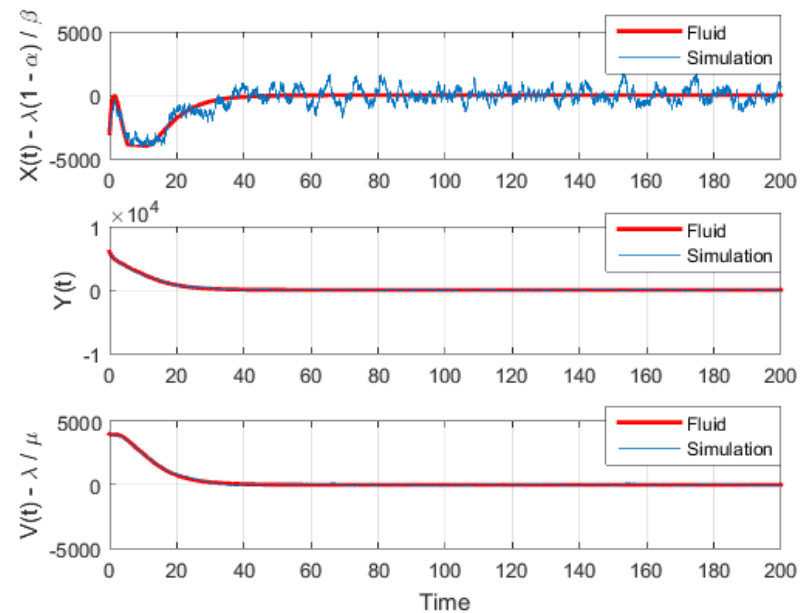 X(t) - λ(1 - α) / β
5000
0
-5000
0 20 40 60 80 100 120 140 160 180 200
Fluid
Simulation
Y(t)
×10⁴
1
0
-1
0 20 40 60 80 100 120 140 160 180 200
Fluid
Simulation
V(t) - λ / μ
5000
0
-5000
0 20 40 60 80 100 120 140 160 180 200
Fluid
Simulation
Time